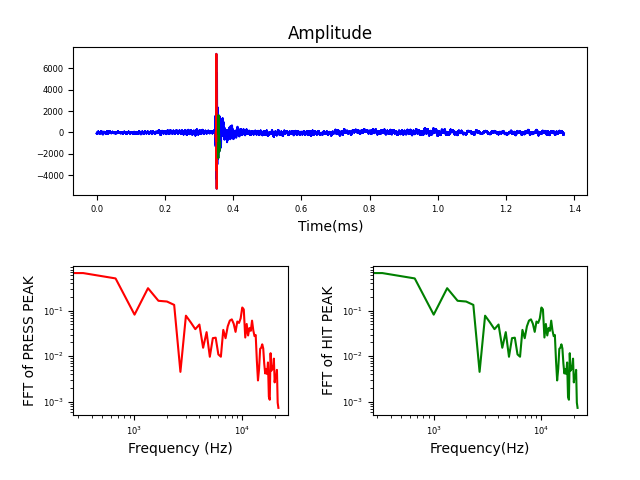 Amplitude
6000
4000
2000
0
−2000
−4000
0.0 0.2 0.4 0.6 0.8 1.0 1.2 1.4
Time(ms)
FFT of PRESS PEAK
10⁻¹
10⁻²
10⁻³
10³ 10⁴
Frequency (Hz)
FFT of HIT PEAK
10⁻¹
10⁻²
10⁻³
10³ 10⁴
Frequency(Hz)